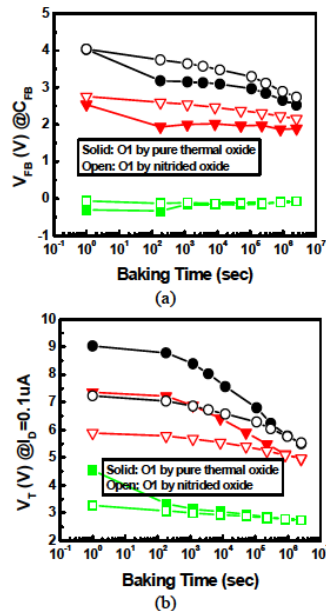 (a)
5
4
3
2
1
0
-1
V_FB (V) @C_FB
Solid: O1 by pure thermal oxide
Open: O1 by nitrided oxide
10^-1 10^0 10^1 10^2 10^3 10^4 10^5 10^6 10^7
Baking Time (sec)
(a)
10
9
8
7
6
5
4
3
2
V_T (V) @I_D=0.1uA
Solid: O1 by pure thermal oxide
Open: O1 by nitrided oxide
10^-1 10^0 10^1 10^2 10^3 10^4 10^5 10^6 10^7
Baking Time (sec)
(b)